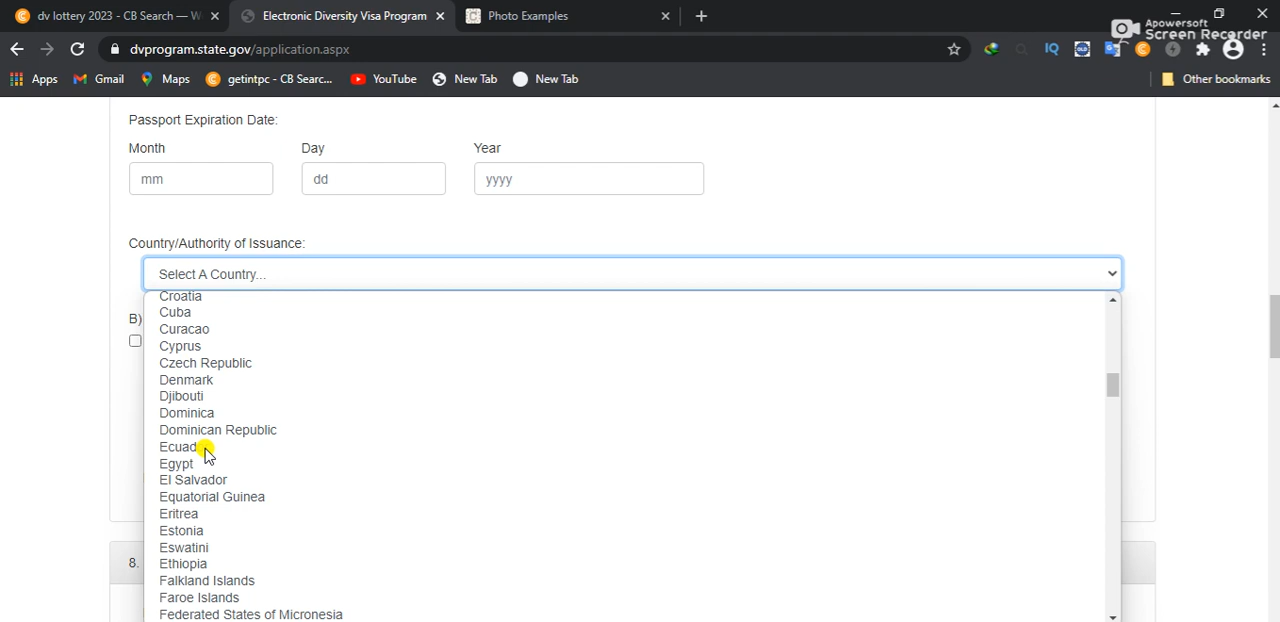 dv lottery 2023 - CB Search — W
Electronic Diversity Visa Program
Photo Examples
Apowersoft
Screen Recorder
dvprogram.state.gov/application.aspx
IQ
Apps
Gmail
Maps
getintpc - CB Searc...
YouTube
New Tab
New Tab
Other bookmarks
Passport Expiration Date:
Month Day Year
mm dd yyyy
Country/Authority of Issuance:
Select A Country...
Croatia
Cuba
Curacao
Cyprus
B)
Czech Republic
Denmark
Djibouti
Dominica
Dominican Republic
Ecuad
Egypt
El Salvador
Equatorial Guinea
Eritrea
Estonia
Eswatini
8.
Ethiopia
Falkland Islands
Faroe Islands
Federated States of Micronesia